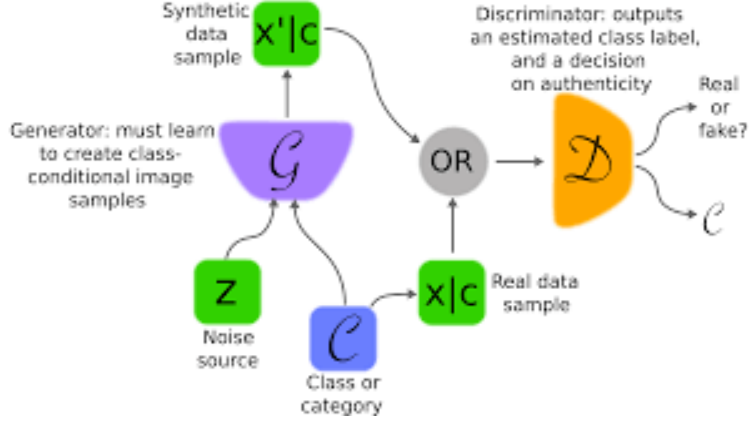 Synthetic
data
sample
x'|c
Discriminator: outputs
an estimated class label,
and a decision
on authenticity
Real
or
fake?
Generator: must learn
to create class-
conditional image
samples
G
OR
D
C
z
x|c
Real data
sample
Noise
source
C
Class or
category